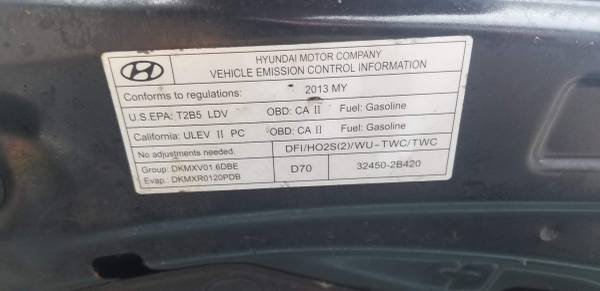 HYUNDAI MOTOR COMPANY
VEHICLE EMISSION CONTROL INFORMATION
Conforms to regulations: 2013 MY
U.S.EPA: T2B5 LDV OBD: CA II Fuel: Gasoline
California: ULEV II PC OBD: CA II Fuel: Gasoline
No adjustments needed. DFI/HO2S(2)/WU-TWC/TWC
Group: DKMXV01.6DBE D70 32450-2B420
Evap: DKMXR0120PDB